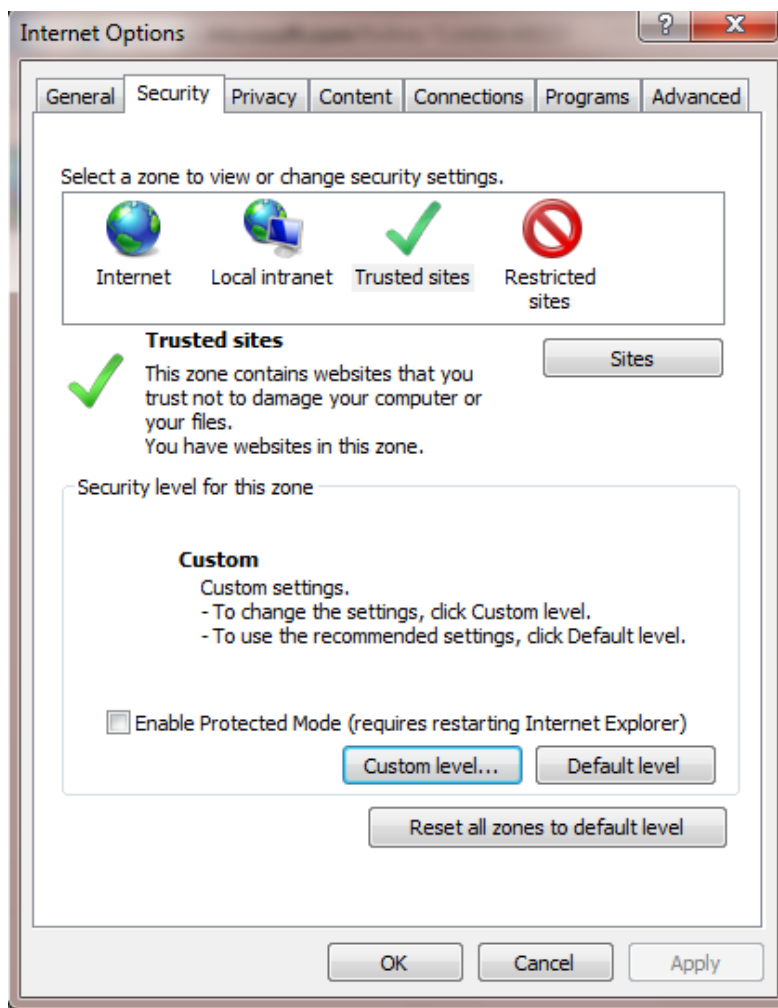 Internet Options
General Security Privacy Content Connections Programs Advanced
Select a zone to view or change security settings.
Internet Local intranet Trusted sites Restricted sites
Trusted sites
Sites
This zone contains websites that you
trust not to damage your computer or
your files.
You have websites in this zone.
Security level for this zone
Custom
Custom settings.
- To change the settings, click Custom level.
- To use the recommended settings, click Default level.
Enable Protected Mode (requires restarting Internet Explorer)
Custom level... Default level
Reset all zones to default level
OK Cancel Apply